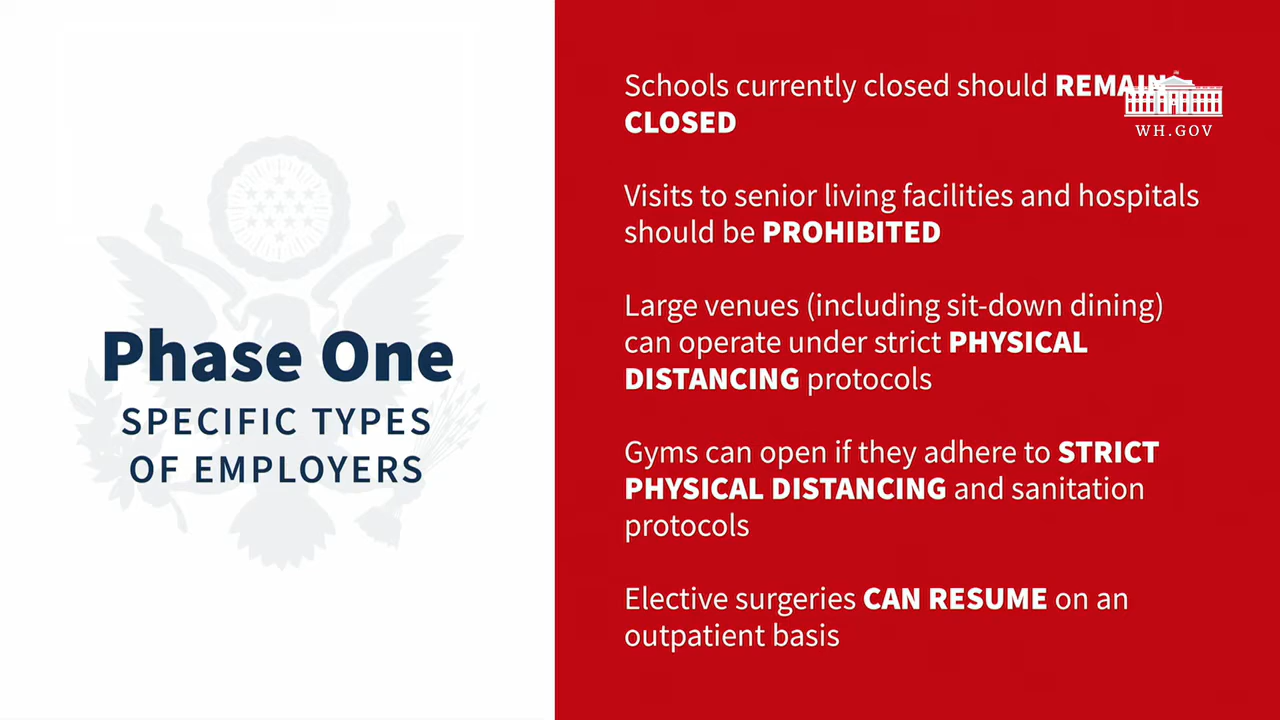 Phase One
SPECIFIC TYPES
OF EMPLOYERS
Schools currently closed should REMAIN
CLOSED
Visits to senior living facilities and hospitals
should be PROHIBITED
Large venues (including sit-down dining)
can operate under strict PHYSICAL
DISTANCING protocols
Gyms can open if they adhere to STRICT
PHYSICAL DISTANCING and sanitation
protocols
Elective surgeries CAN RESUME on an
outpatient basis
WH.GOV